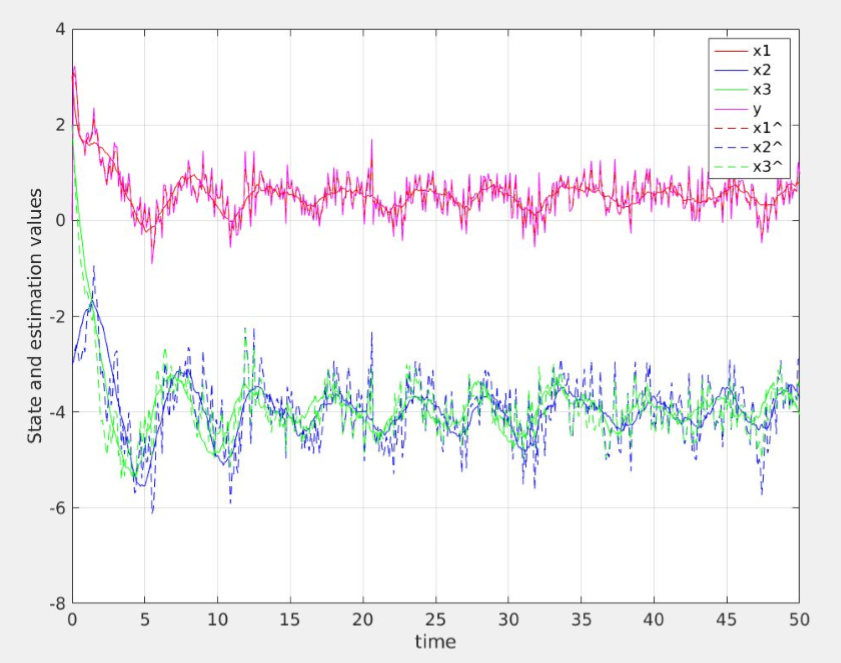 4
2
0
-2
-4
-6
-8
0 5 10 15 20 25 30 35 40 45 50
time
State and estimation values
x1
x2
x3
y
x1^
x2^
x3^